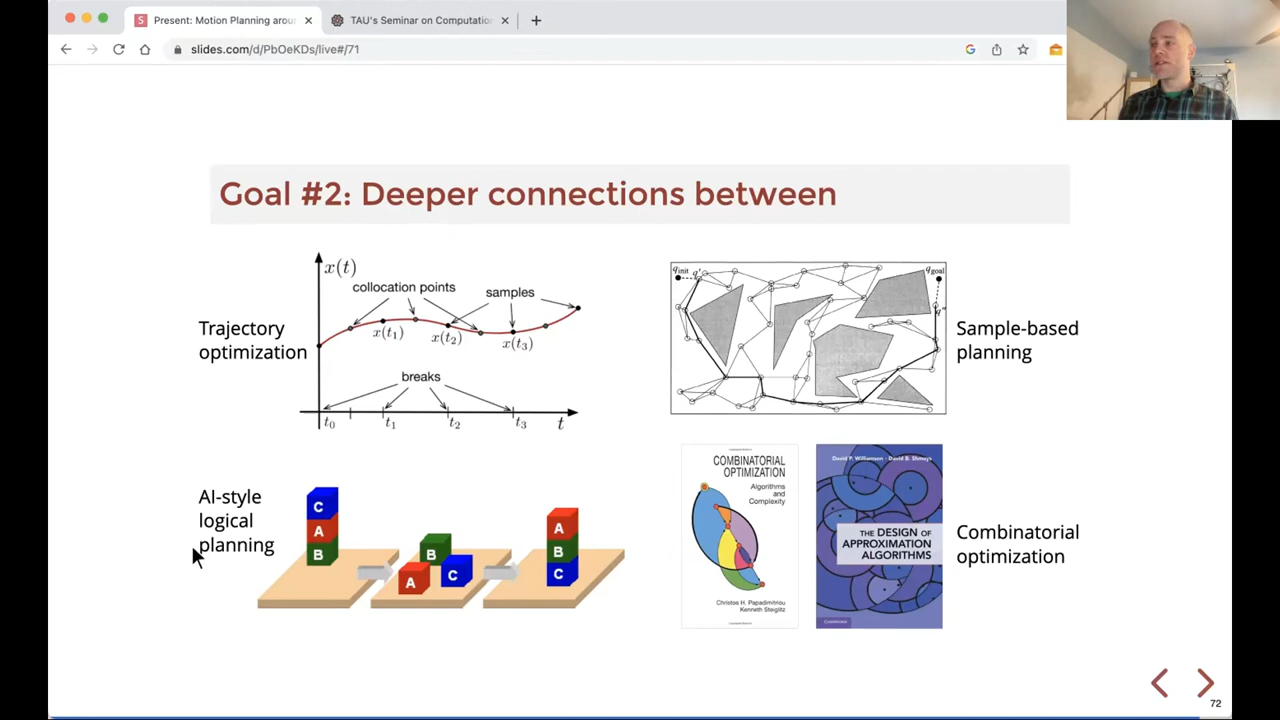 Present: Motion Planning arou
TAU's Seminar on Computatio
slides.com/d/PbOeKDs/live#/71
Goal #2: Deeper connections between
Trajectory
optimization
x(t)
collocation points
samples
x(t₁)
x(t₂)
x(t₃)
breaks
t₀
t₁
t₂
t₃
t
qinit
q'
qgoal
q''
Sample-based
planning
AI-style
logical
planning
C
A
B
B
A
C
A
B
C
COMBINATORIAL
OPTIMIZATION
Algorithms
and
Complexity
Christos H. Papadimitriou
Kenneth Steiglitz
David P. Williamson · David B. Shmoys
THE DESIGN OF
APPROXIMATION
ALGORITHMS
CAMBRIDGE
Combinatorial
optimization
72